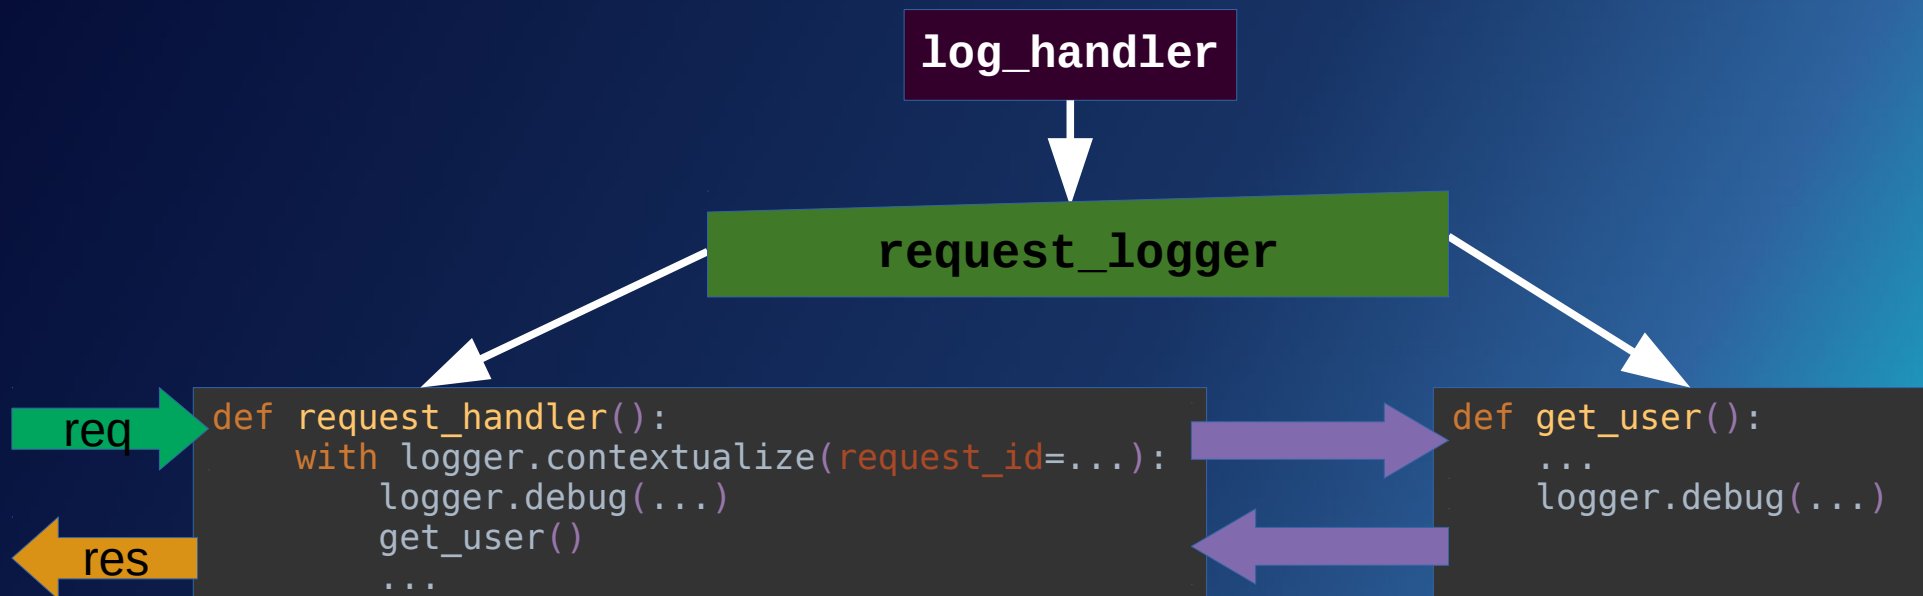 log_handler
request_logger
req
def request_handler():
    with logger.contextualize(request_id=...):
        logger.debug(...)
        get_user()
        ...
res
def get_user():
    ...
    logger.debug(...)